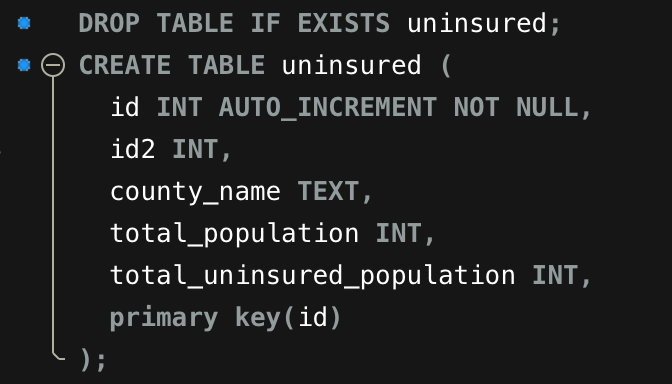 DROP TABLE IF EXISTS uninsured;
CREATE TABLE uninsured (
id INT AUTO_INCREMENT NOT NULL,
id2 INT,
county_name TEXT,
total_population INT,
total_uninsured_population INT,
primary key(id)
);